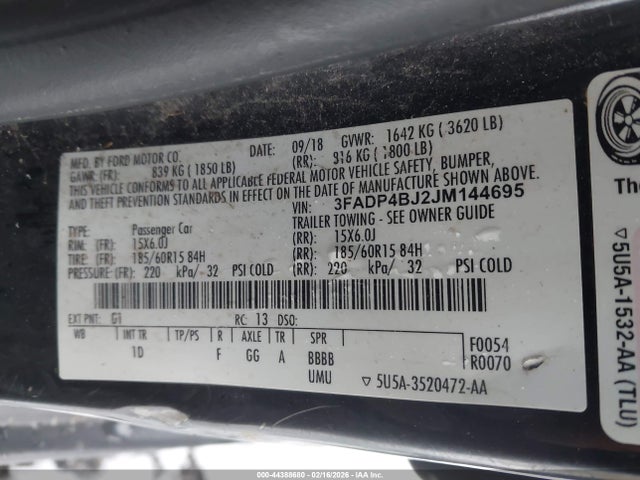 MFD. BY FORD MOTOR CO. DATE: 09/18 GVWR: 1642 KG ( 3620 LB)
GAWR: (FR): 839 KG ( 1850 LB) (RR): 816 KG ( 1800 LB)
THIS VEHICLE CONFORMS TO ALL APPLICABLE FEDERAL MOTOR VEHICLE SAFETY, BUMPER,
AND THEFT PREVENTION STANDARDS IN EFFECT ON THE DATE OF MANUFACTURE SHOWN ABOVE.
VIN: 3FADP4BJ2JM144695
TYPE: Passenger Car TRAILER TOWING - SEE OWNER GUIDE
RIM: (FR): 15X6.0J (RR): 15X6.0J
TIRE: (FR): 185/60R15 84H (RR): 185/60R15 84H
PRESSURE: (FR) 220 kPa/ 32 PSI COLD (RR): 220 kPa/ 32 PSI COLD
EXT PNT: G1 RC: 13 DSO:
WB INT TR TP/PS R AXLE TR SPR F0054
1D F GG A BBBB R0070
UMU ▽ 5U5A-3520472-AA
The
▽ 5U5A-1532-AA (TLU)
000-44388680 - 02/16/2026 - IAAI.COM